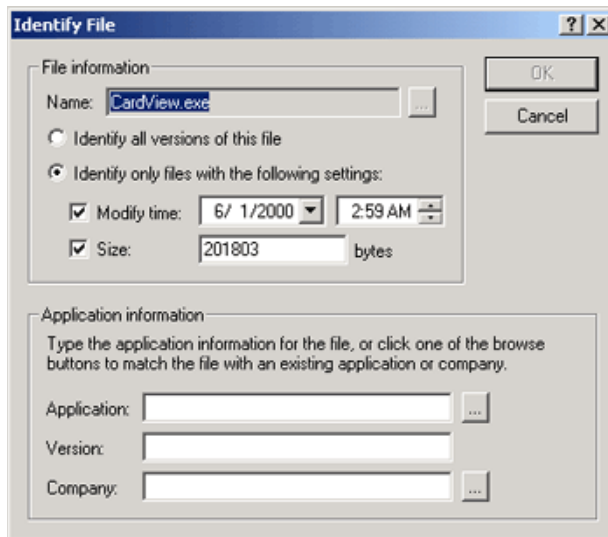 Identify File
File information
OK
Name: CardView.exe ...
Cancel
Identify all versions of this file
Identify only files with the following settings:
Modify time: 6/ 1/2000 2:59 AM
Size: 201803 bytes
Application information
Type the application information for the file, or click one of the browse
buttons to match the file with an existing application or company.
Application: ...
Version:
Company: ...